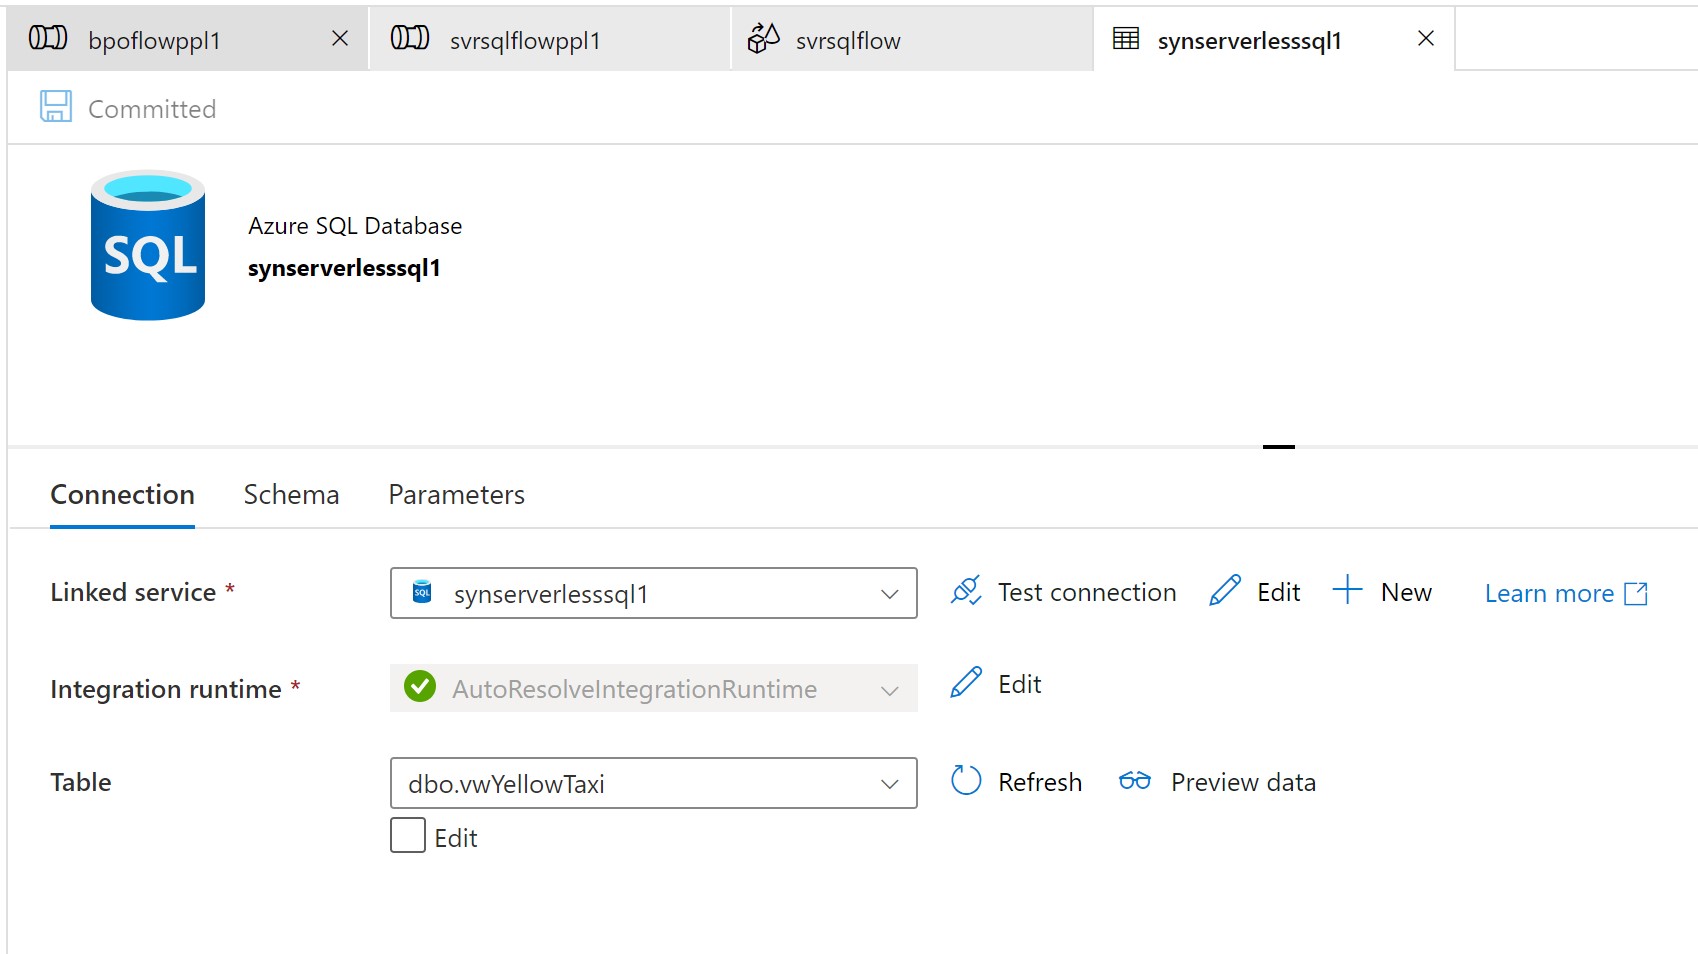 bpoflowppl1
svrsqlflowppl1
svrsqlflow
synserverlesssql1
Committed
SQL
Azure SQL Database
synserverlesssql1
Connection Schema Parameters
Linked service * SQL synserverlesssql1 Test connection Edit New Learn more
Integration runtime * AutoResolveIntegrationRuntime Edit
Table dbo.vwYellowTaxi Refresh Preview data
Edit